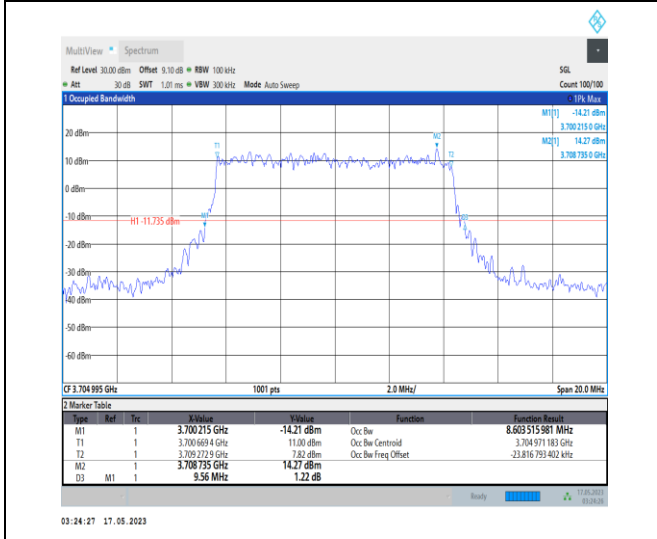 MultiView Spectrum
Ref Level 30.00 dBm Offset 9.10 dB RBW 100 kHz SGL
Att 30 dB SWT 1.01 ms VBW 300 kHz Mode Auto Sweep Count 100/100
1 Occupied Bandwidth 1Pk Max
M1[1] -14.21 dBm
3.700 215 0 GHz
M2[1] 14.27 dBm
3.708 735 0 GHz
20 dBm
M2
T1
T2
10 dBm
0 dBm
-10 dBm
M1
H1 -11.735 dBm
-20 dBm
-30 dBm
-40 dBm
-50 dBm
-60 dBm
CF 3.704 995 GHz 1001 pts 2.0 MHz/ Span 20.0 MHz
2 Marker Table
Type Ref Trc X-Value Y-Value Function Function Result
M1 1 3.700 215 GHz -14.21 dBm Occ Bw 8.603 515 981 MHz
T1 1 3.700 669 4 GHz 11.00 dBm Occ Bw Centroid 3.704 971 183 GHz
T2 1 3.709 272 9 GHz 7.82 dBm Occ Bw Freq Offset -23.816 793 402 kHz
M2 1 3.708 735 GHz 14.27 dBm
D3 M1 1 9.56 MHz 1.22 dB
Ready 17.05.2023
03:24:26
03:24:27 17.05.2023